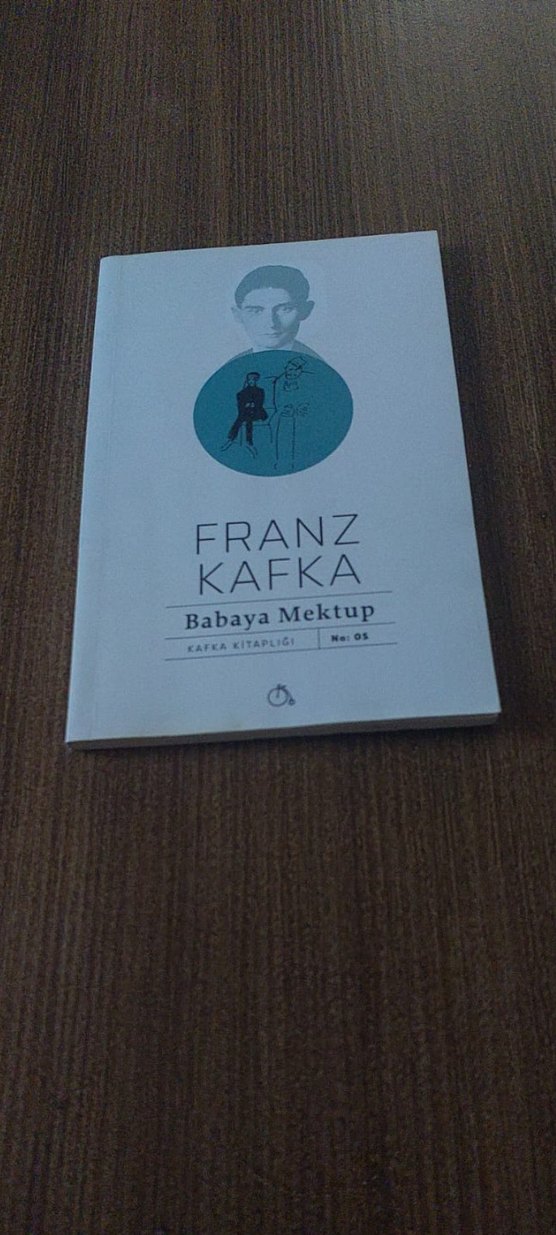 FRANZ
KAFKA
Babaya Mektup
KAFKA KİTAPLIĞI No: 05